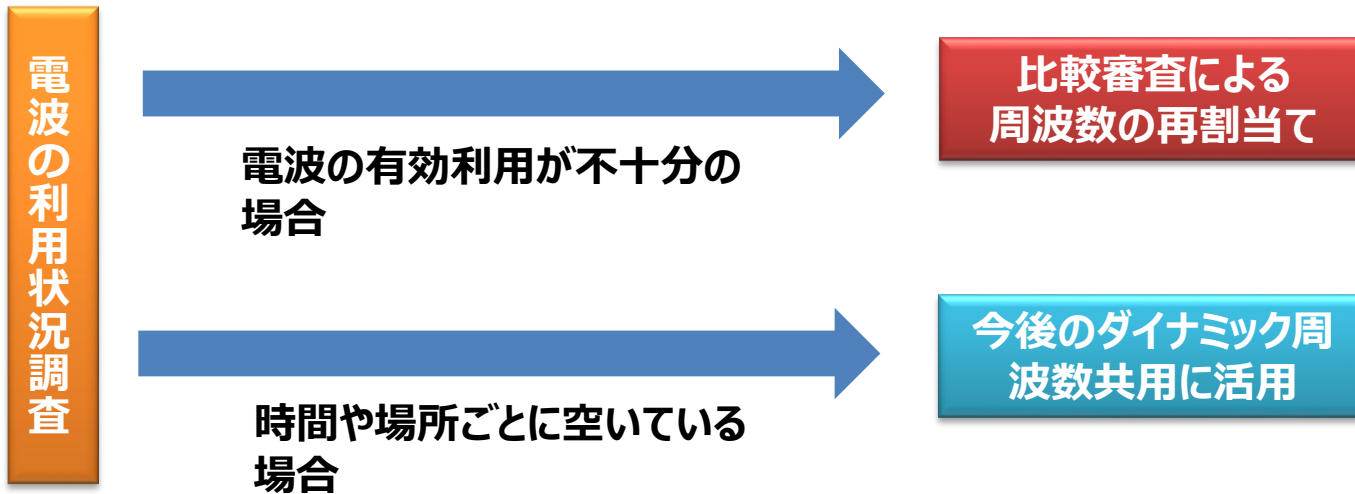 電波の利用状況調査
電波の有効利用が不十分の
場合
比較審査による
周波数の再割当て
時間や場所ごとに空いている
場合
今後のダイナミック周
波数共用に活用